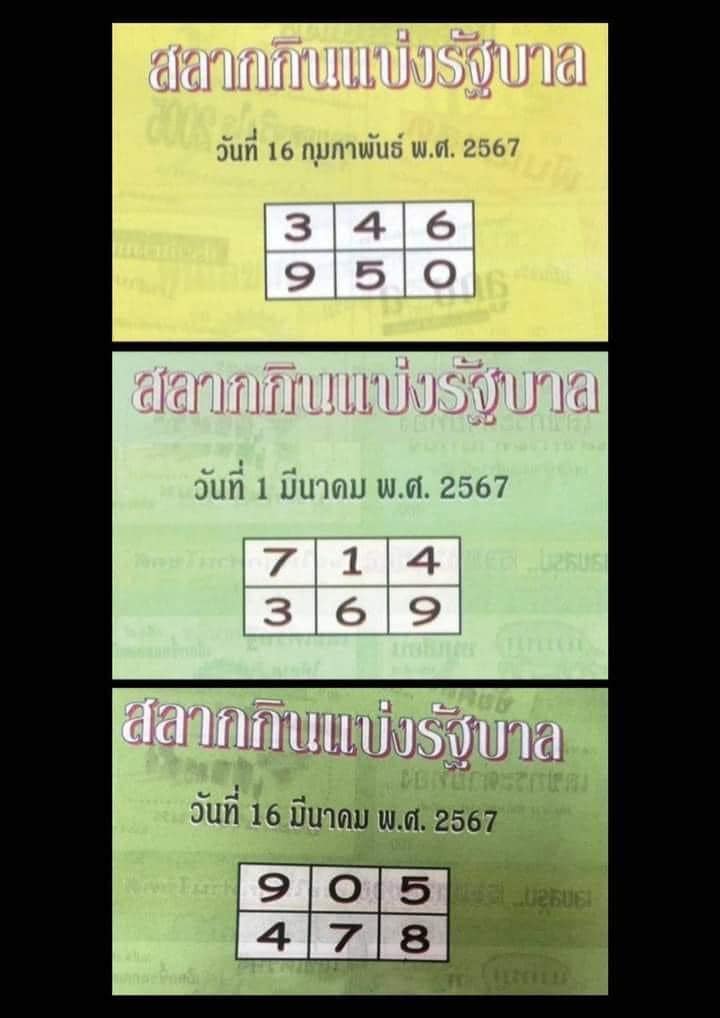 สลากกินแบ่งรัฐบาล
วันที่ 16 กุมภาพันธ์ พ.ศ. 2567
3 4 6
9 5 0
สลากกินแบ่งรัฐบาล
วันที่ 1 มีนาคม พ.ศ. 2567
7 1 4
3 6 9
สลากกินแบ่งรัฐบาล
วันที่ 16 มีนาคม พ.ศ. 2567
9 0 5
4 7 8